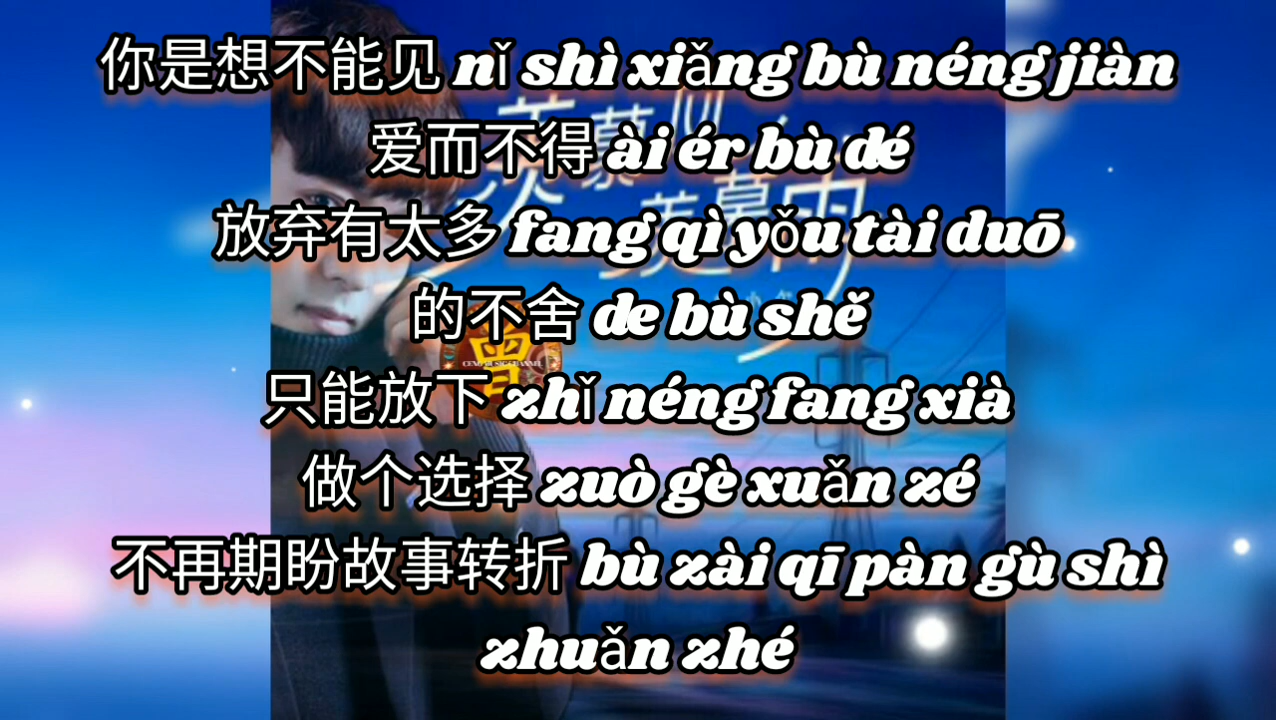 你是想不能见 nǐ shì xiǎng bù néng jiàn
爱而不得 ài ér bù dé
放弃有太多 fang qì yǒu tài duō
的不舍 de bù shě
只能放下 zhǐ néng fang xià
做个选择 zuò gè xuǎn zé
不再期盼故事转折 bù zài qī pàn gù shì
zhuǎn zhé
曾